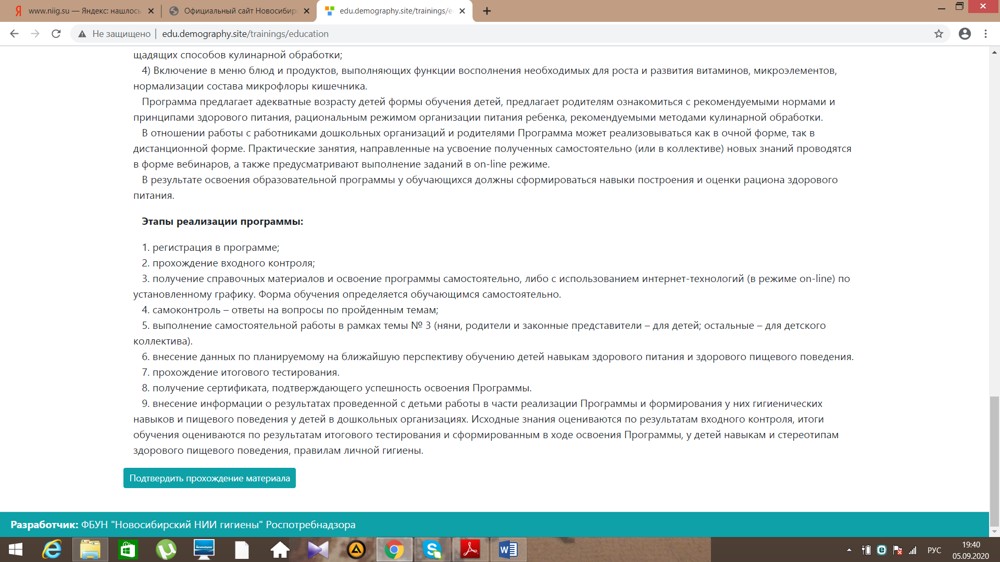 www.niig.su — Яндекс: нашлось
Официальный сайт Новосибирс
edu.demography.site/trainings/e
Не защищено
edu.demography.site/trainings/education
щадящих способов кулинарной обработки;
4) Включение в меню блюд и продуктов, выполняющих функции восполнения необходимых для роста и развития витаминов, микроэлементов,
нормализации состава микрофлоры кишечника.
Программа предлагает адекватные возрасту детей формы обучения детей, предлагает родителям ознакомиться с рекомендуемыми нормами и
принципами здорового питания, рациональным режимом организации питания ребенка, рекомендуемыми методами кулинарной обработки.
В отношении работы с работниками дошкольных организаций и родителями Программа может реализовываться как в очной форме, так в
дистанционной форме. Практические занятия, направленные на усвоение полученных самостоятельно (или в коллективе) новых знаний проводятся
в форме вебинаров, а также предусматривают выполнение заданий в on-line режиме.
В результате освоения образовательной программы у обучающихся должны сформироваться навыки построения и оценки рациона здорового
питания.
Этапы реализации программы:
1. регистрация в программе;
2. прохождение входного контроля;
3. получение справочных материалов и освоение программы самостоятельно, либо с использованием интернет-технологий (в режиме on-line) по
установленному графику. Форма обучения определяется обучающимся самостоятельно.
4. самоконтроль – ответы на вопросы по пройденным темам;
5. выполнение самостоятельной работы в рамках темы № 3 (няни, родители и законные представители – для детей; остальные – для детского
коллектива).
6. внесение данных по планируемому на ближайшую перспективу обучению детей навыкам здорового питания и здорового пищевого поведения.
7. прохождение итогового тестирования.
8. получение сертификата, подтверждающего успешность освоения Программы.
9. внесение информации о результатах проведенной с детьми работы в части реализации Программы и формирования у них гигиенических
навыков и пищевого поведения у детей в дошкольных организациях. Исходные знания оцениваются по результатам входного контроля, итоги
обучения оцениваются по результатам итогового тестирования и сформированным в ходе освоения Программы, у детей навыкам и стереотипам
здорового пищевого поведения, правилам личной гигиены.
Подтвердить прохождение материала
Разработчик: ФБУН "Новосибирский НИИ гигиены" Роспотребнадзора
РУС
19:40
05.09.2020